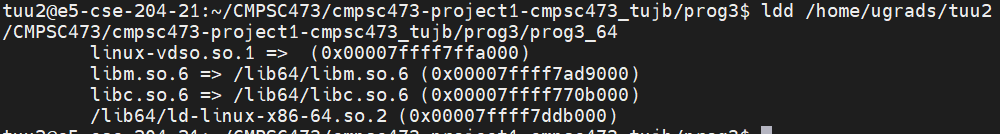 tuu2@e5-cse-204-21:~/CMPSC473/cmpsc473-project1-cmpsc473_tujb/prog3$ ldd /home/ugrads/tuu2
/CMPSC473/cmpsc473-project1-cmpsc473_tujb/prog3/prog3_64
linux-vdso.so.1 =>  (0x00007ffff7ffa000)
libm.so.6 => /lib64/libm.so.6 (0x00007ffff7ad9000)
libc.so.6 => /lib64/libc.so.6 (0x00007ffff770b000)
/lib64/ld-linux-x86-64.so.2 (0x00007ffff7ddb000)
tuu2@e5-cse-204-21:~/CMPSC473/cmpsc473-project1-cmpsc473_tujb/prog3$